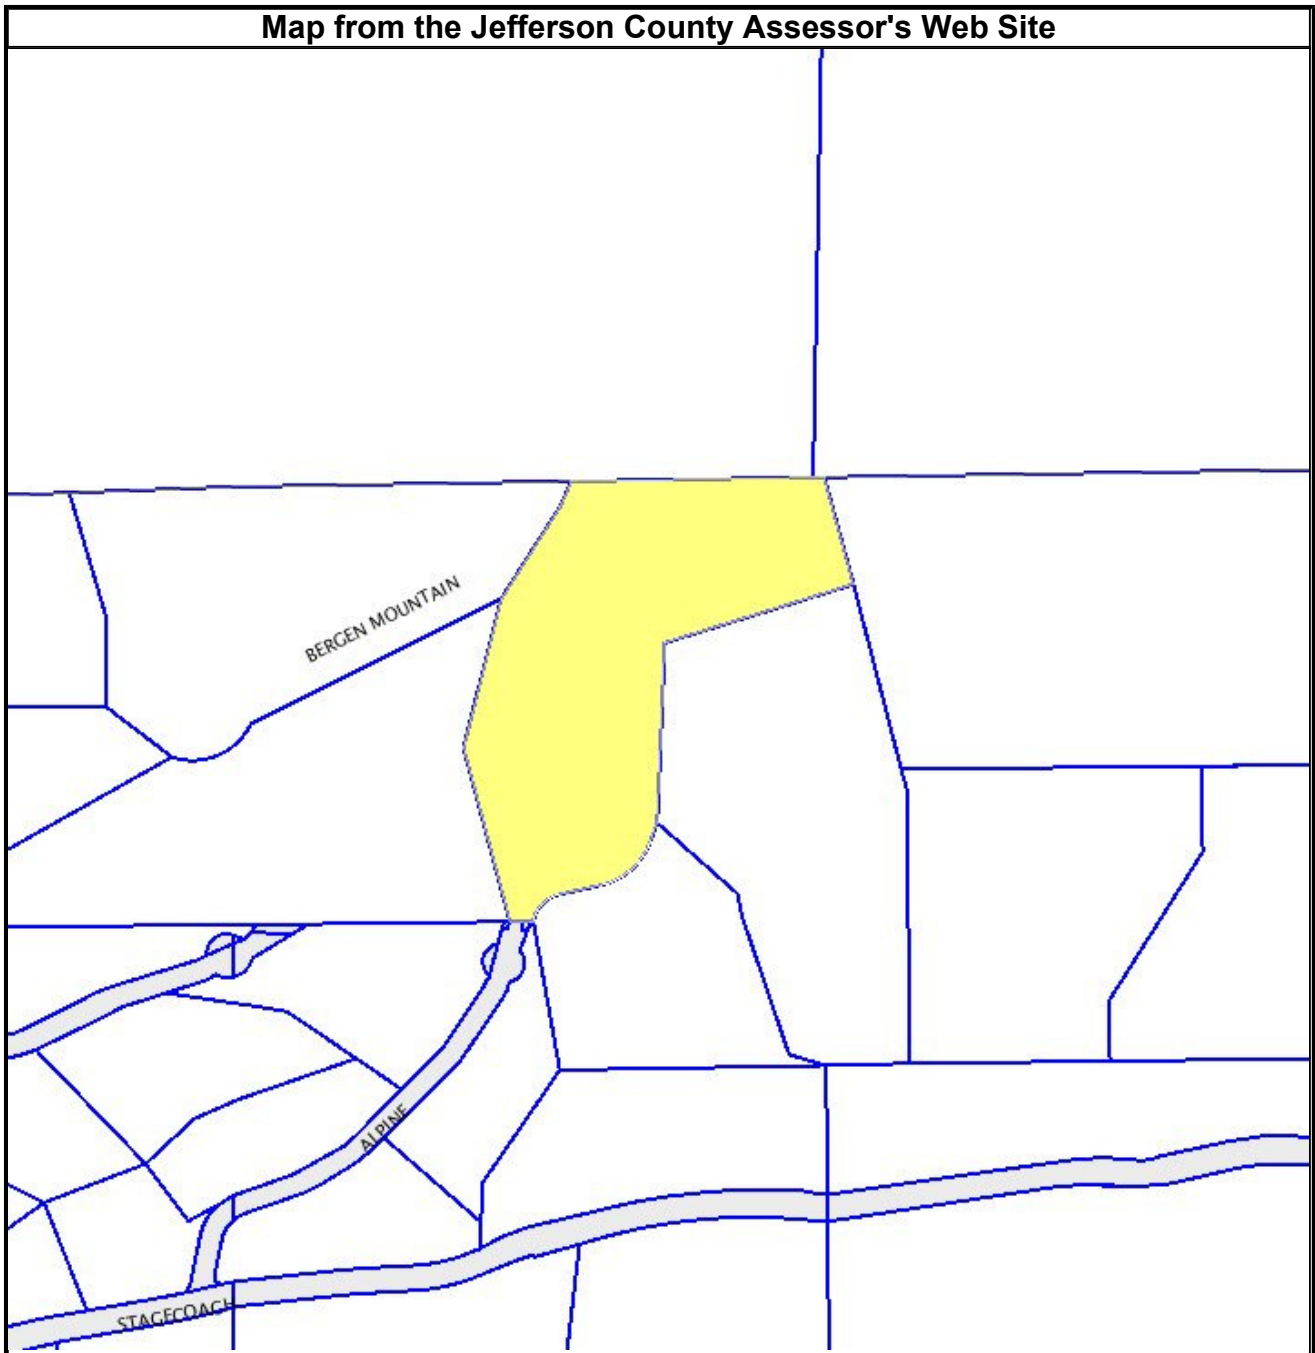 Map from the Jefferson County Assessor's Web Site
BERGEN MOUNTAIN
ALPINE
STAGECOACH